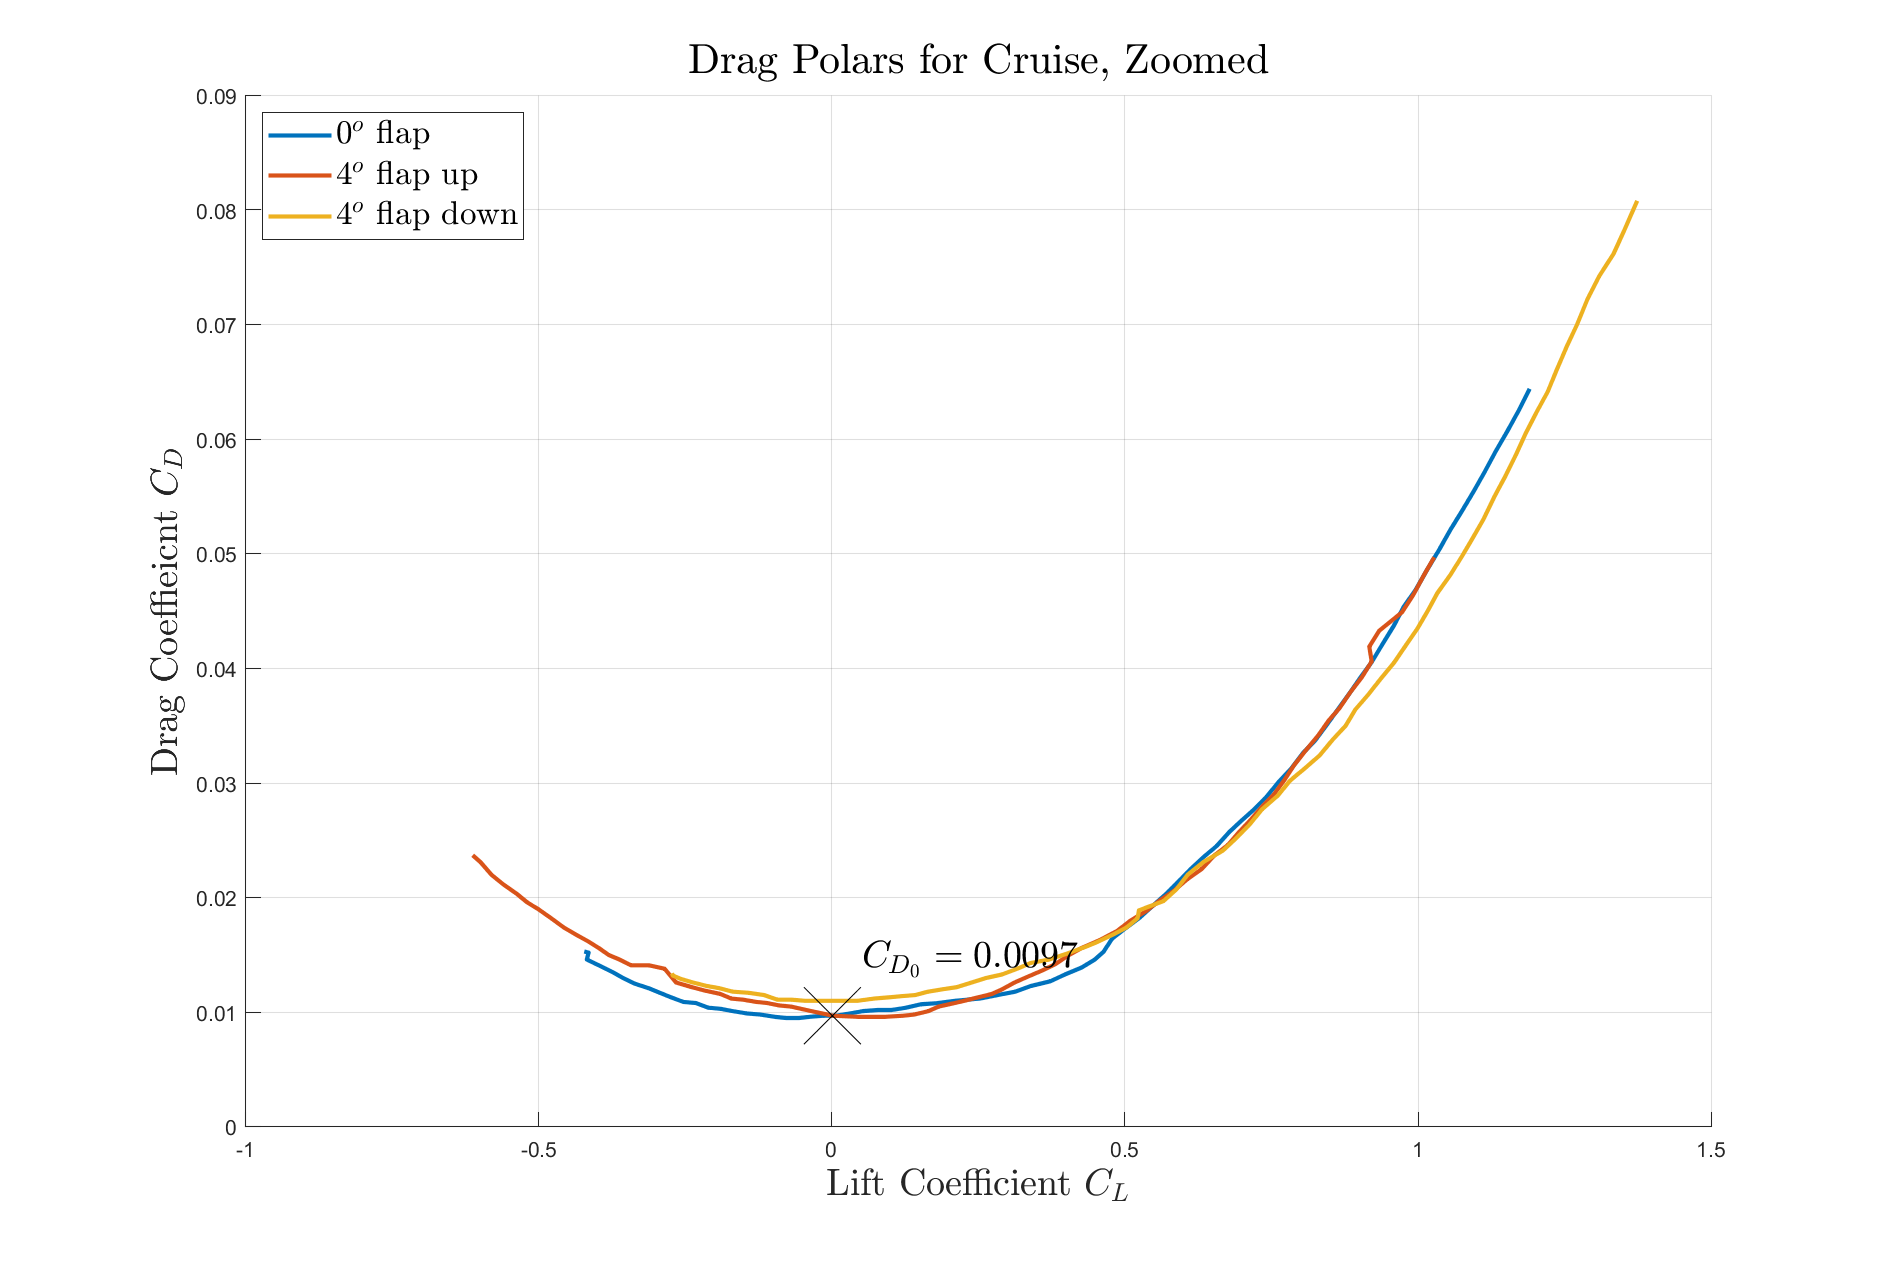 Drag Polars for Cruise, Zoomed
0.09
0.08
0.07
0.06
0.05
0.04
0.03
0.02
0.01
0
0° flap
4° flap up
4° flap down
Drag Coeffieicnt C_D
C_{D_0} = 0.0097
-1 -0.5 0 0.5 1 1.5
Lift Coefficient C_L